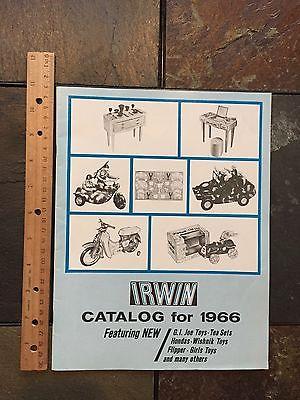 IRWIN
CATALOG for 1966
Featuring NEW
G.I. Joe Toys · Tea Sets
Hondas · Wishnik Toys
Flipper · Girls Toys
and many others